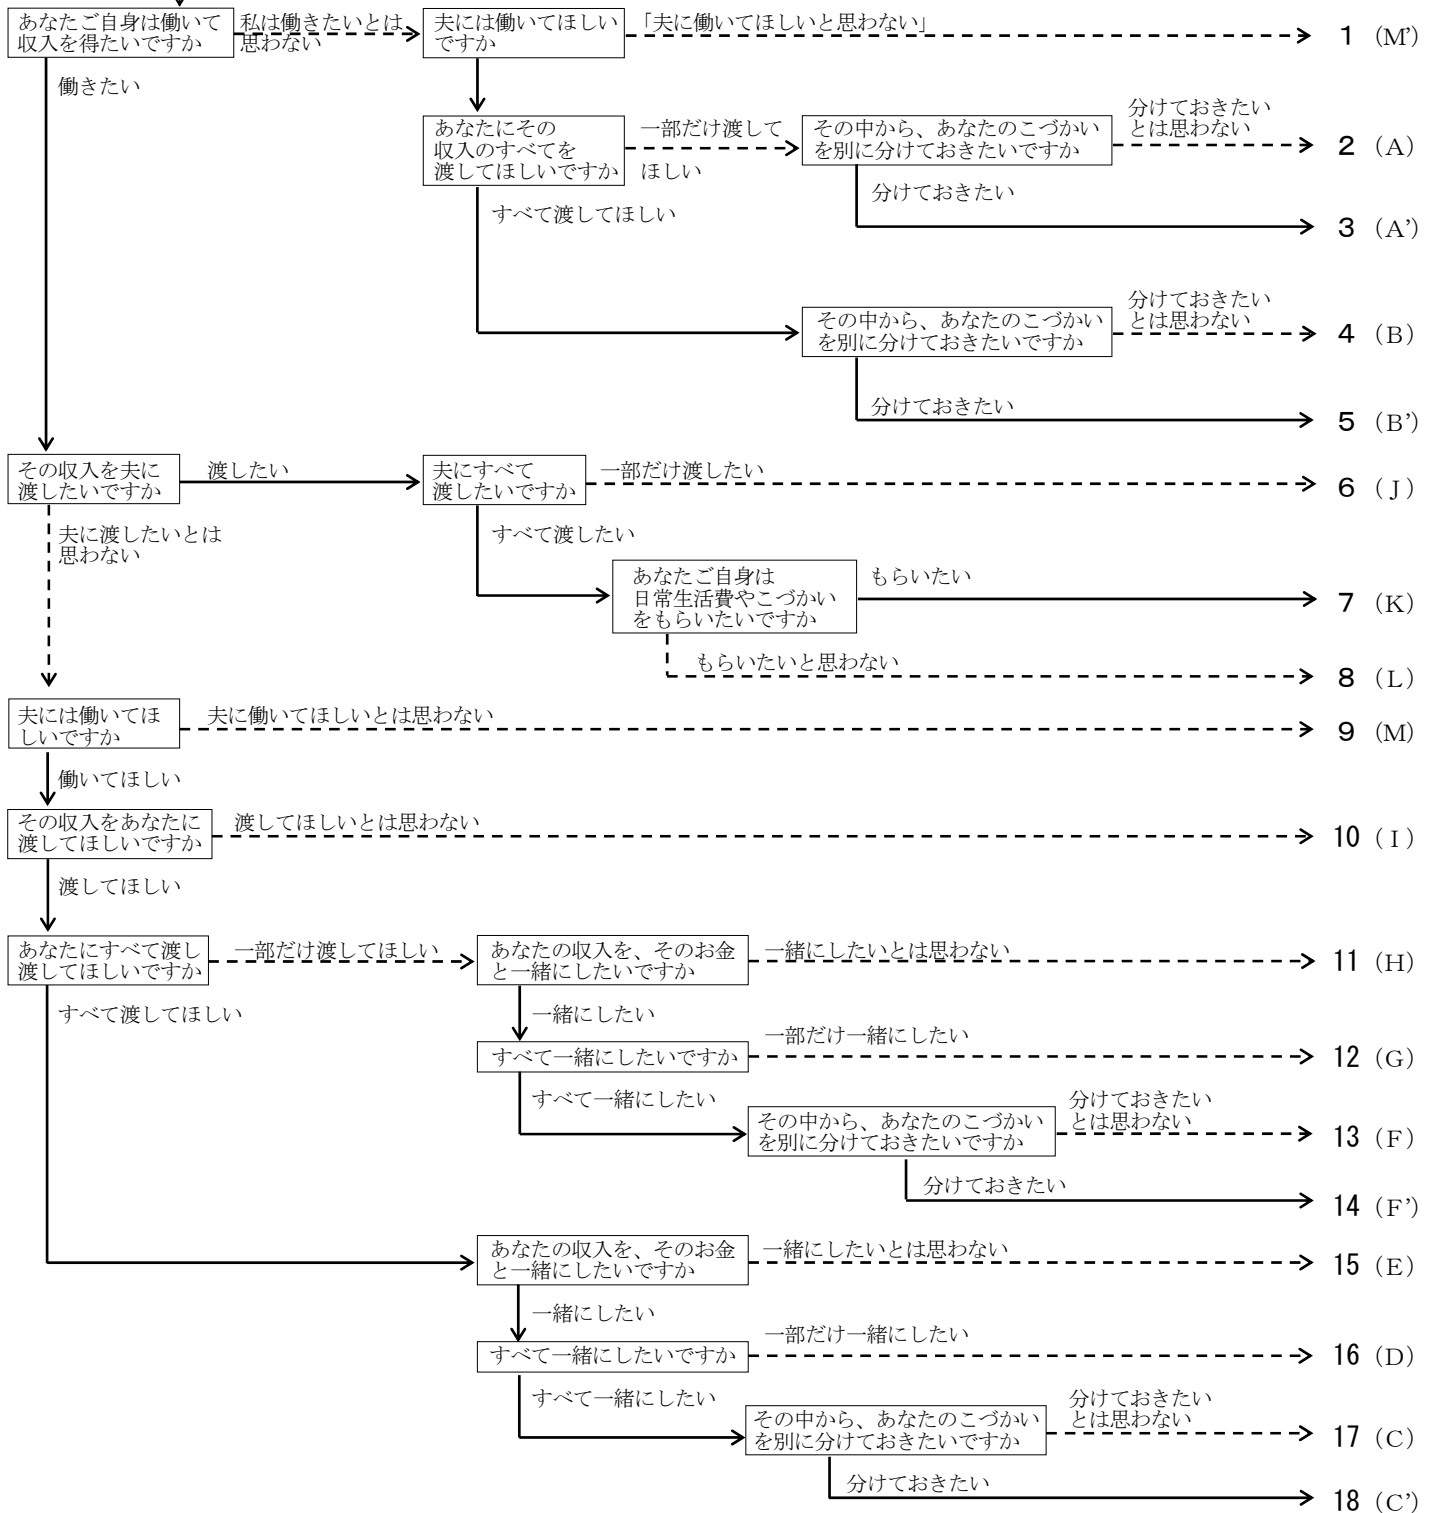 あなたご自身は働いて
収入を得たいですか
私は働きたいとは
思わない
夫には働いてほしい
ですか
「夫に働いてほしいと思わない」
1 (M’)
働きたい
あなたにその
収入のすべてを
渡してほしいですか
一部だけ渡して
ほしい
その中から、あなたのこづかい
を別に分けておきたいですか
分けておきたい
とは思わない
2 (A)
分けておきたい
3 (A’)
すべて渡してほしい
その中から、あなたのこづかい
を別に分けておきたいですか
分けておきたい
とは思わない
4 (B)
分けておきたい
5 (B’)
その収入を夫に
渡したいですか
渡したい
夫にすべて
渡したいですか
一部だけ渡したい
6 (J)
夫に渡したいとは
思わない
すべて渡したい
あなたご自身は
日常生活費やこづかい
をもらいたいですか
もらいたい
7 (K)
もらいたいと思わない
8 (L)
夫には働いてほ
しいですか
夫に働いてほしいとは思わない
9 (M)
働いてほしい
その収入をあなたに
渡してほしいですか
渡してほしいとは思わない
10 (I)
渡してほしい
あなたにすべて渡し
渡してほしいですか
一部だけ渡してほしい
あなたの収入を、そのお金
と一緒にしたいですか
一緒にしたいとは思わない
11 (H)
すべて渡してほしい
一緒にしたい
すべて一緒にしたいですか
一部だけ一緒にしたい
12 (G)
すべて一緒にしたい
その中から、あなたのこづかい
を別に分けておきたいですか
分けておきたい
とは思わない
13 (F)
分けておきたい
14 (F’)
あなたの収入を、そのお金
と一緒にしたいですか
一緒にしたいとは思わない
15 (E)
一緒にしたい
すべて一緒にしたいですか
一部だけ一緒にしたい
16 (D)
すべて一緒にしたい
その中から、あなたのこづかい
を別に分けておきたいですか
分けておきたい
とは思わない
17 (C)
分けておきたい
18 (C’)